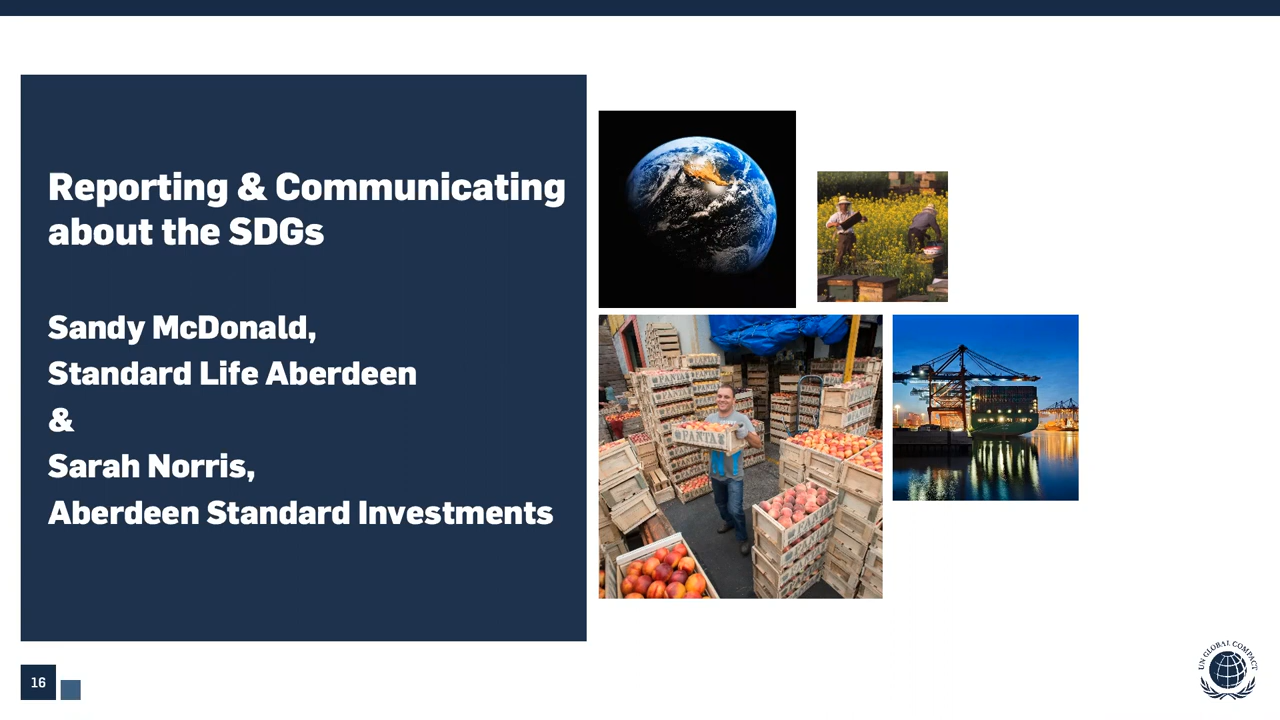 Reporting & Communicating
about the SDGs
Sandy McDonald,
Standard Life Aberdeen
&
Sarah Norris,
Aberdeen Standard Investments
PANTA
16
UN GLOBAL COMPACT